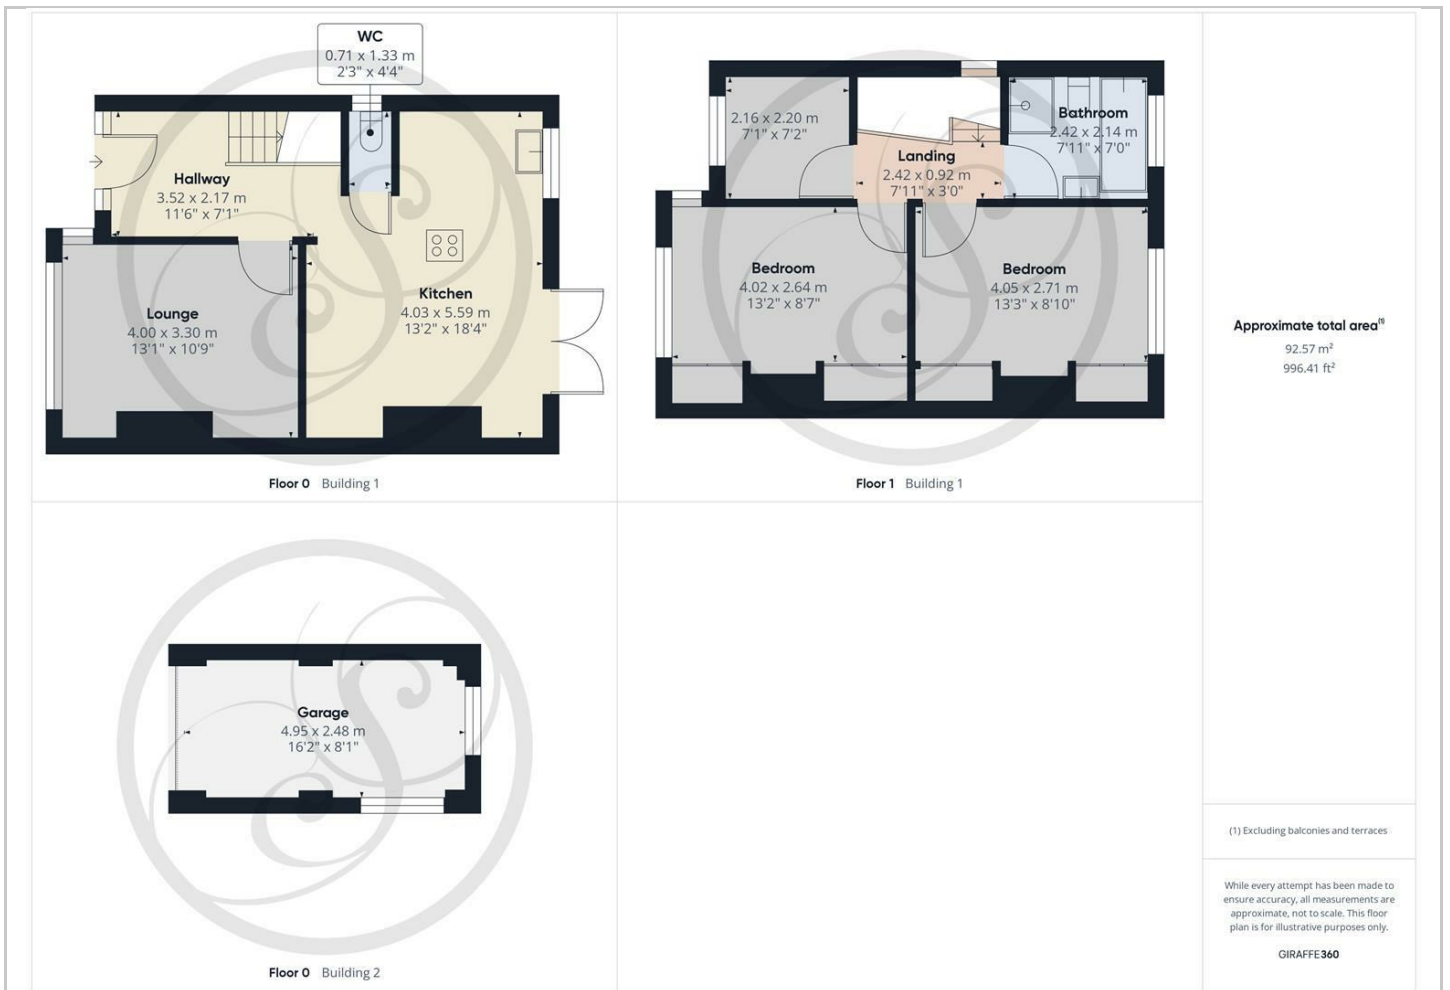 WC
0.71 x 1.33 m
2'3" x 4'4"
Hallway
3.52 x 2.17 m
11'6" x 7'1"
Lounge
4.00 x 3.30 m
13'1" x 10'9"
Kitchen
4.03 x 5.59 m
13'2" x 18'4"
Floor 0 Building 1
2.16 x 2.20 m
7'1" x 7'2"
Landing
2.42 x 0.92 m
7'11" x 3'0"
Bathroom
2.42 x 2.14 m
7'11" x 7'0"
Bedroom
4.02 x 2.64 m
13'2" x 8'7"
Bedroom
4.05 x 2.71 m
13'3" x 8'10"
Floor 1 Building 1
Garage
4.95 x 2.48 m
16'2" x 8'1"
Floor 0 Building 2
Approximate total area⁽¹⁾
92.57 m²
996.41 ft²
(1) Excluding balconies and terraces
While every attempt has been made to
ensure accuracy, all measurements are
approximate, not to scale. This floor
plan is for illustrative purposes only.
GIRAFFE360